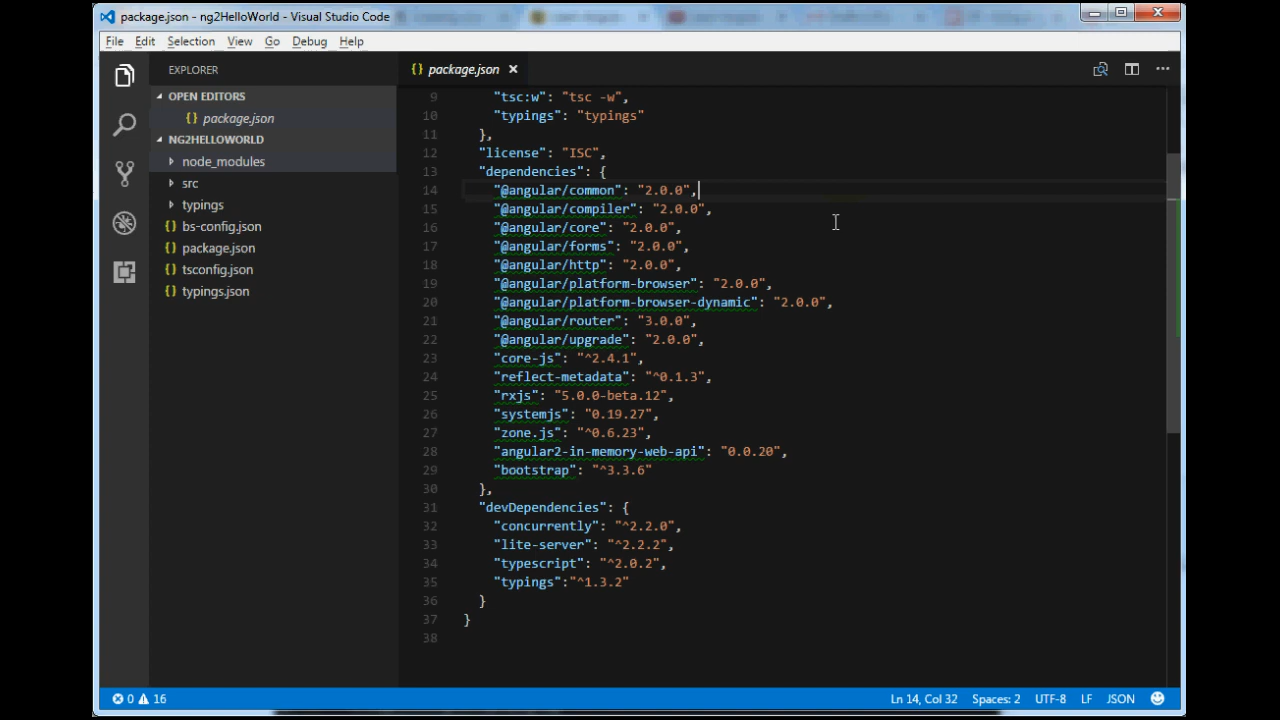 package.json - ng2HelloWorld - Visual Studio Code
File Edit Selection View Go Debug Help
EXPLORER
OPEN EDITORS
{} package.json
NG2HELLOWORLD
node_modules
src
typings
{} bs-config.json
{} package.json
{} tsconfig.json
{} typings.json
{} package.json
9 "tsc:w": "tsc -w",
10 "typings": "typings"
11 },
12 "license": "ISC",
13 "dependencies": {
14 "@angular/common": "2.0.0",
15 "@angular/compiler": "2.0.0",
16 "@angular/core": "2.0.0",
17 "@angular/forms": "2.0.0",
18 "@angular/http": "2.0.0",
19 "@angular/platform-browser": "2.0.0",
20 "@angular/platform-browser-dynamic": "2.0.0",
21 "@angular/router": "3.0.0",
22 "@angular/upgrade": "2.0.0",
23 "core-js": "^2.4.1",
24 "reflect-metadata": "^0.1.3",
25 "rxjs": "5.0.0-beta.12",
26 "systemjs": "0.19.27",
27 "zone.js": "^0.6.23",
28 "angular2-in-memory-web-api": "0.0.20",
29 "bootstrap": "^3.3.6"
30 },
31 "devDependencies": {
32 "concurrently": "^2.2.0",
33 "lite-server": "^2.2.2",
34 "typescript": "^2.0.2",
35 "typings":"^1.3.2"
36 }
37 }
38
0 16 Ln 14, Col 32 Spaces: 2 UTF-8 LF JSON